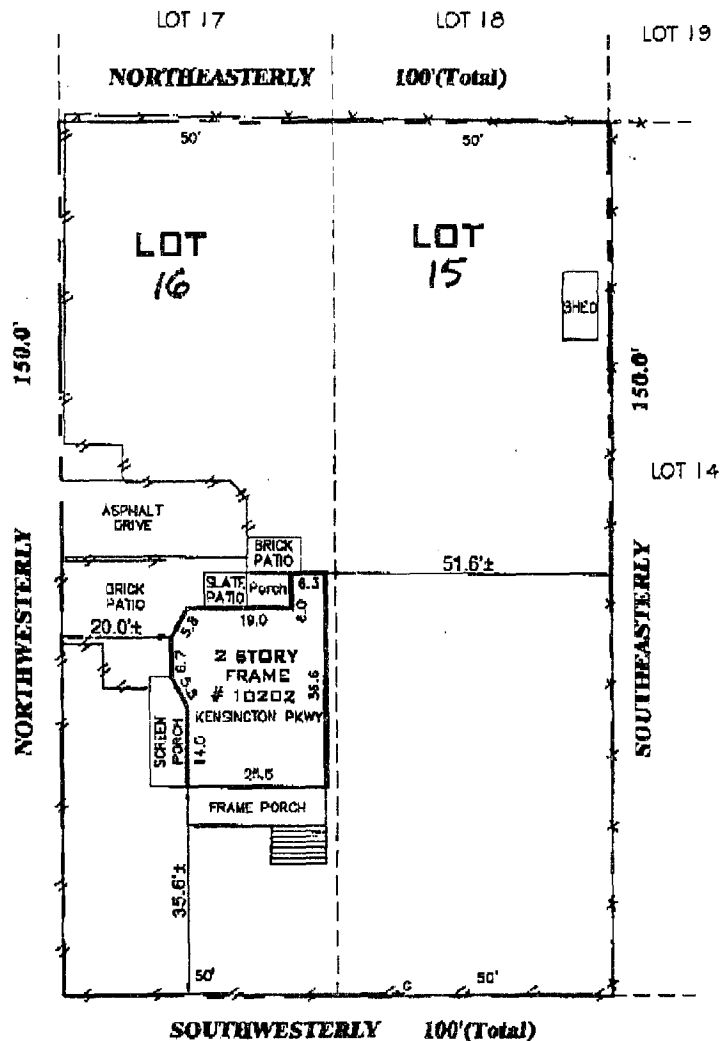 LOT 17
LOT 18
LOT 19
NORTHEASTERLY 100'(Total)
50'
50'
LOT
16
LOT
15
SHED
150.0'
150.0'
LOT 14
ASPHALT
DRIVE
BRICK
PATIO
51.6'±
SLATE
PATIO
Porch
6.3
8.0
BRICK
PATIO
20.0'±
19.0
5.8
6.7
5.5
2 STORY
FRAME
# 10202
KENSINGTON PKWY
NORTHWESTERLY
SOUTHEASTERLY
SCREEN
PORCH
14.0
25.5
FRAME PORCH
35.6'±
50'
50'
SOUTHWESTERLY 100'(Total)